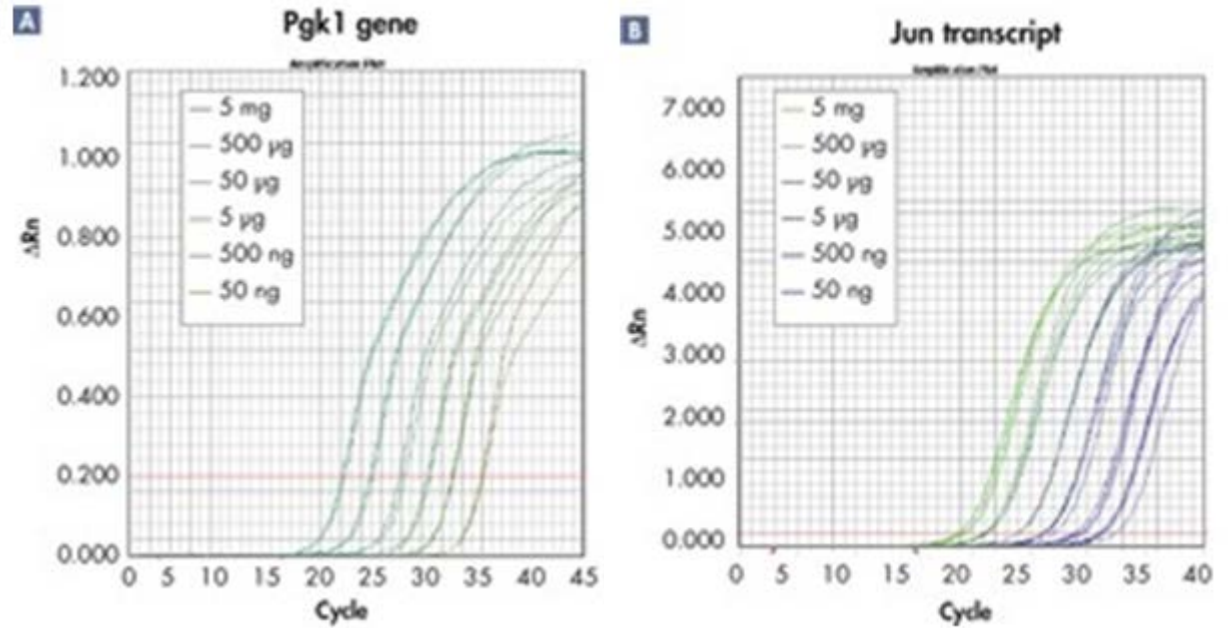 A
Pgk1 gene
Amplification Plot
1.200
1.000
0.800
0.600
0.400
0.200
0.000
ΔRn
5 mg
500 µg
50 µg
5 µg
500 ng
50 ng
0 5 10 15 20 25 30 40 45
Cycle
B
Jun transcript
Amplification Plot
7.000
6.000
5.000
4.000
3.000
2.000
1.000
0.000
ΔRn
5 mg
500 µg
50 µg
5 µg
500 ng
50 ng
0 5 10 15 20 25 30 35 40
Cycle